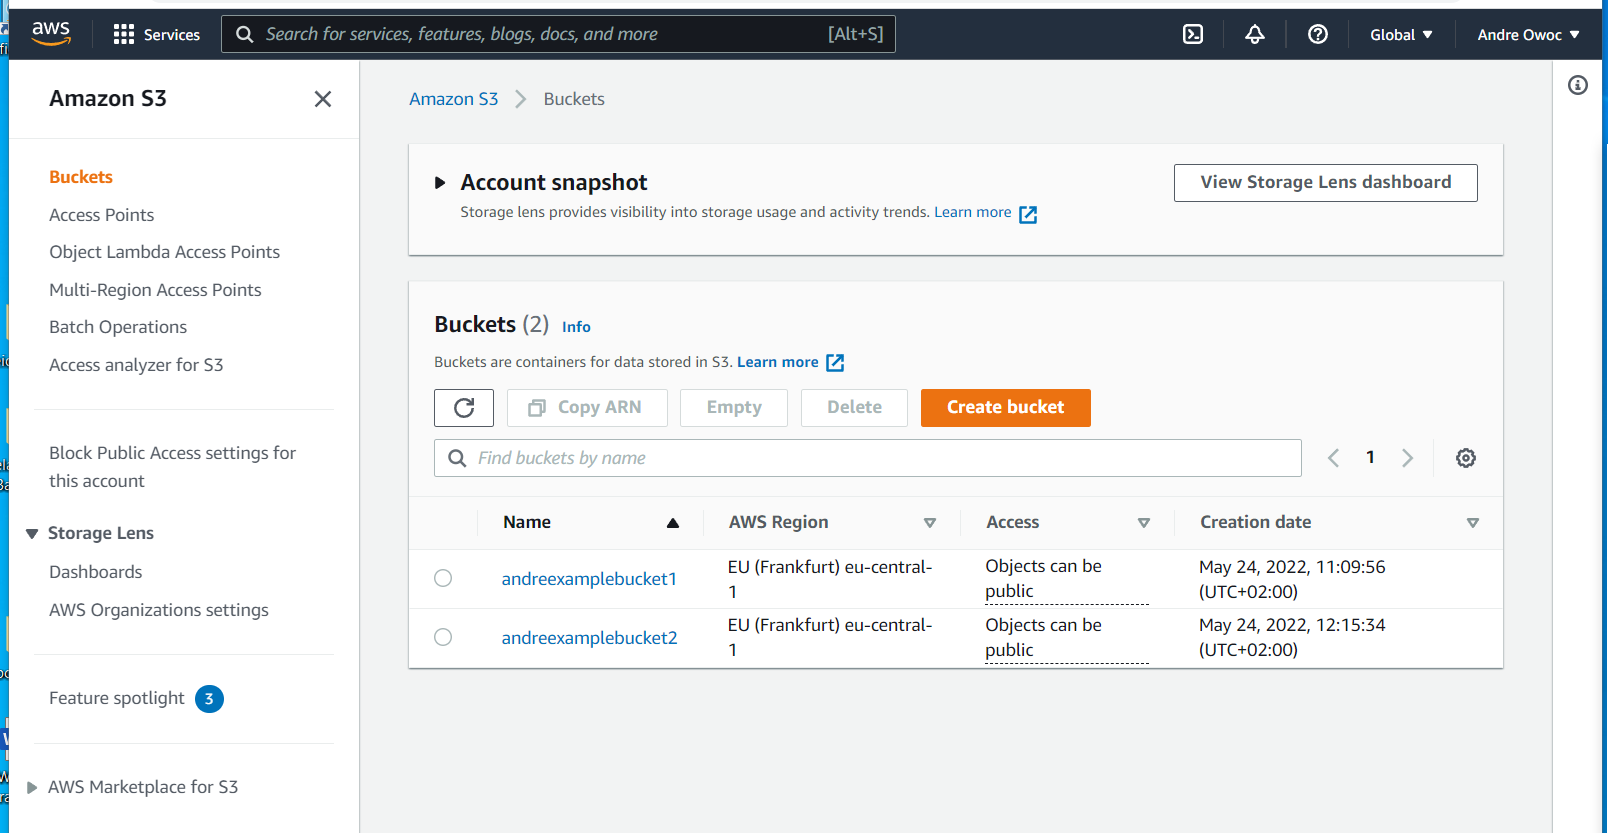 aws
Services
Search for services, features, blogs, docs, and more
[Alt+S]
Global
Andre Owoc
Amazon S3
Buckets
Access Points
Object Lambda Access Points
Multi-Region Access Points
Batch Operations
Access analyzer for S3
Block Public Access settings for
this account
Storage Lens
Dashboards
AWS Organizations settings
Feature spotlight 3
AWS Marketplace for S3
Amazon S3 Buckets
Account snapshot
Storage lens provides visibility into storage usage and activity trends. Learn more
View Storage Lens dashboard
Buckets (2) Info
Buckets are containers for data stored in S3. Learn more
Copy ARN Empty Delete Create bucket
Find buckets by name
1
Name AWS Region Access Creation date
andreexamplebucket1
EU (Frankfurt) eu-central-
1
Objects can be
public
May 24, 2022, 11:09:56
(UTC+02:00)
andreexamplebucket2
EU (Frankfurt) eu-central-
1
Objects can be
public
May 24, 2022, 12:15:34
(UTC+02:00)